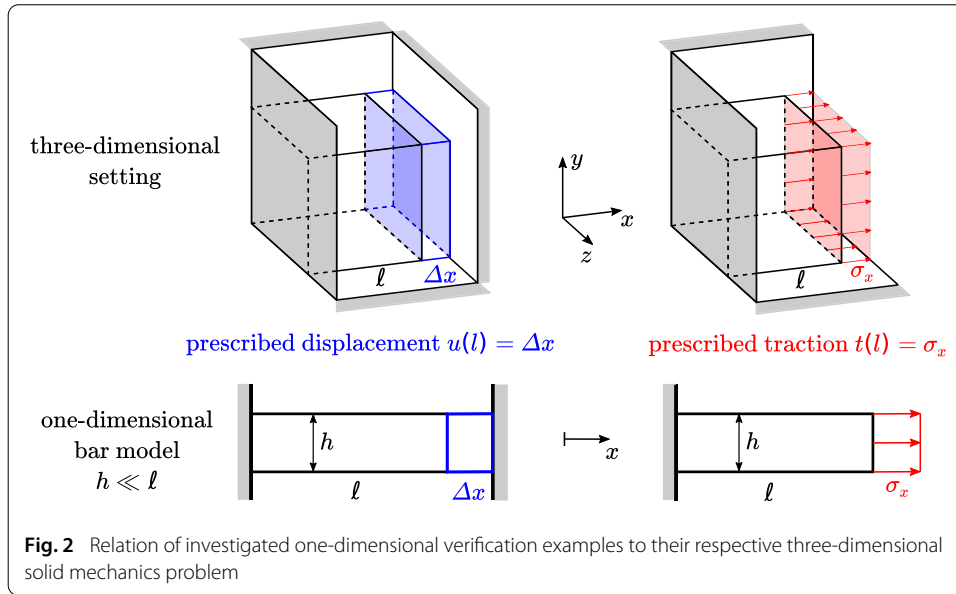 three-dimensional
setting
ℓ
Δx
y
x
z
ℓ
σₓ
prescribed displacement u(l) = Δx
prescribed traction t(l) = σₓ
one-dimensional
bar model
h ≪ ℓ
h
ℓ
Δx
x
h
ℓ
σₓ
Fig. 2 Relation of investigated one-dimensional verification examples to their respective three-dimensional
solid mechanics problem